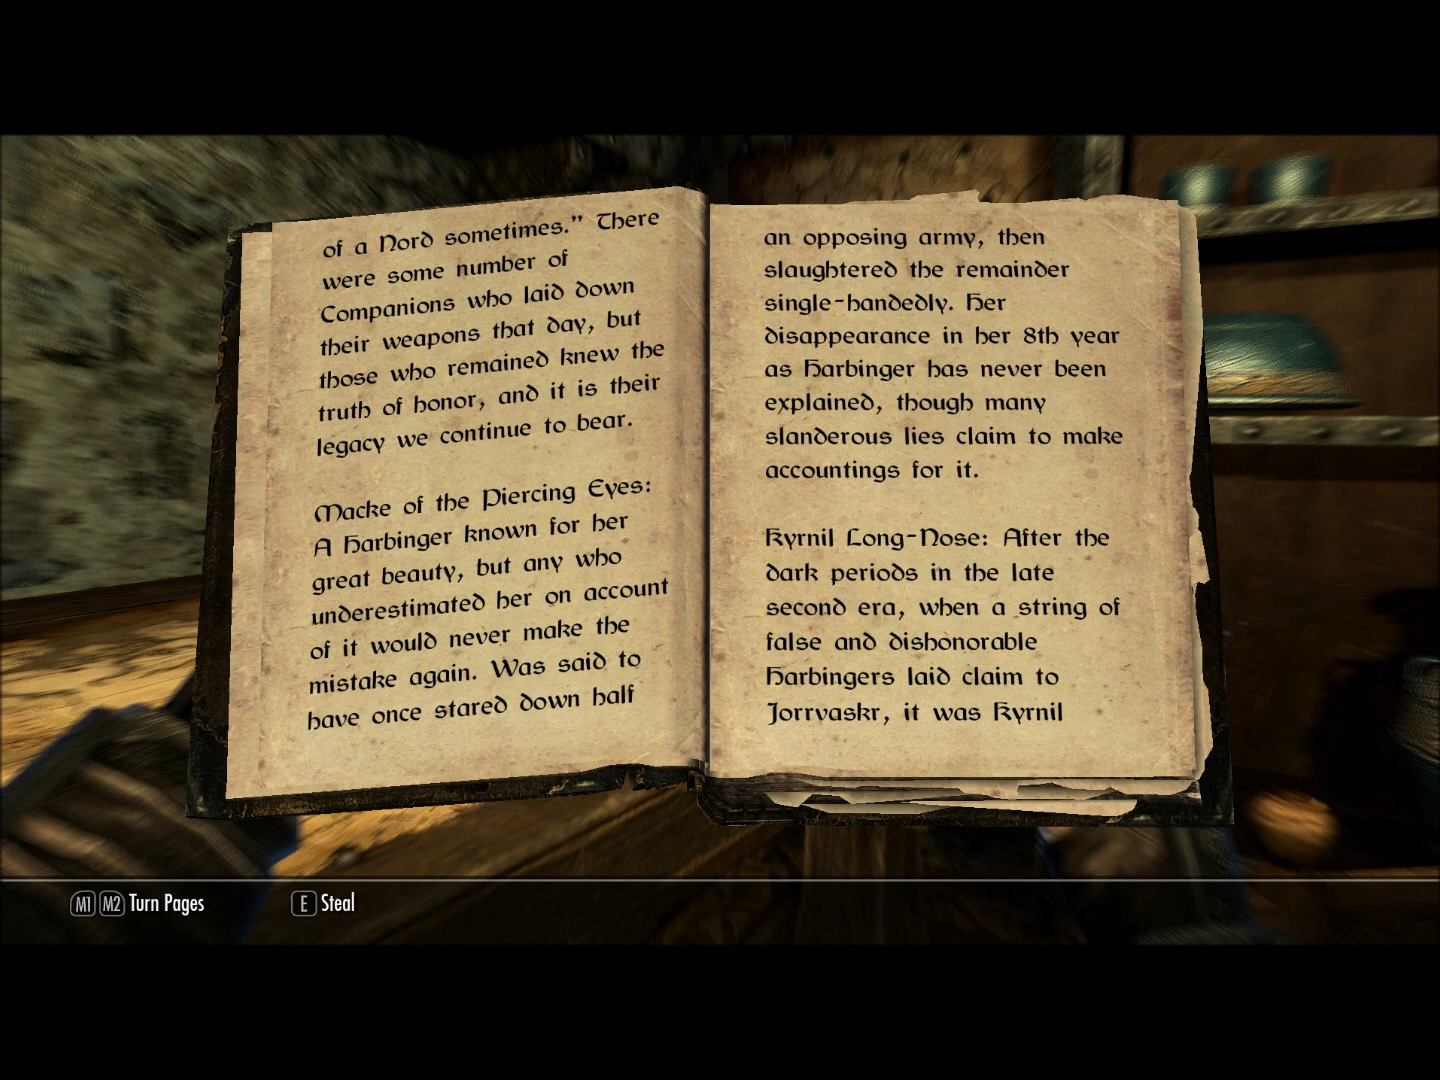 of a Nord sometimes." There
were some number of
Companions who laid down
their weapons that day, but
those who remained knew the
truth of honor, and it is their
legacy we continue to bear.
Macke of the Piercing Eyes:
A Harbinger known for her
great beauty, but any who
underestimated her on account
of it would never make the
mistake again. Was said to
have once stared down half
an opposing army, then
slaughtered the remainder
single-handedly. Her
disappearance in her 8th year
as Harbinger has never been
explained, though many
slanderous lies claim to make
accountings for it.
Kyrnil Long-Nose: After the
dark periods in the late
second era, when a string of
false and dishonorable
Harbingers laid claim to
Jorrvaskr, it was Kyrnil
M1 M2 Turn Pages
E Steal